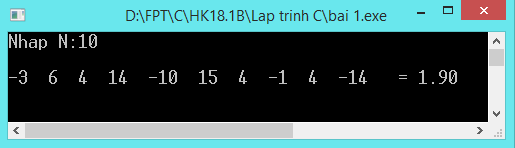 D:\FPT\C\HK18.1B\Lap trinh C\bai 1.exe
Nhap N:10
-3 6 4 14 -10 15 4 -1 4 -14 = 1.90